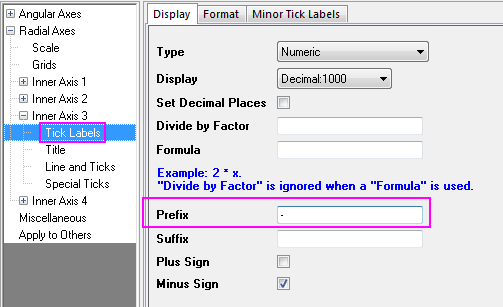 Angular Axes
Radial Axes
Scale
Grids
Inner Axis 1
Inner Axis 2
Inner Axis 3
Tick Labels
Title
Line and Ticks
Special Ticks
Inner Axis 4
Miscellaneous
Apply to Others
Display Format Minor Tick Labels
Type Numeric
Display Decimal:1000
Set Decimal Places
Divide by Factor
Formula
Example: 2 * x.
"Divide by Factor" is ignored when a "Formula" is used.
Prefix -
Suffix
Plus Sign
Minus Sign